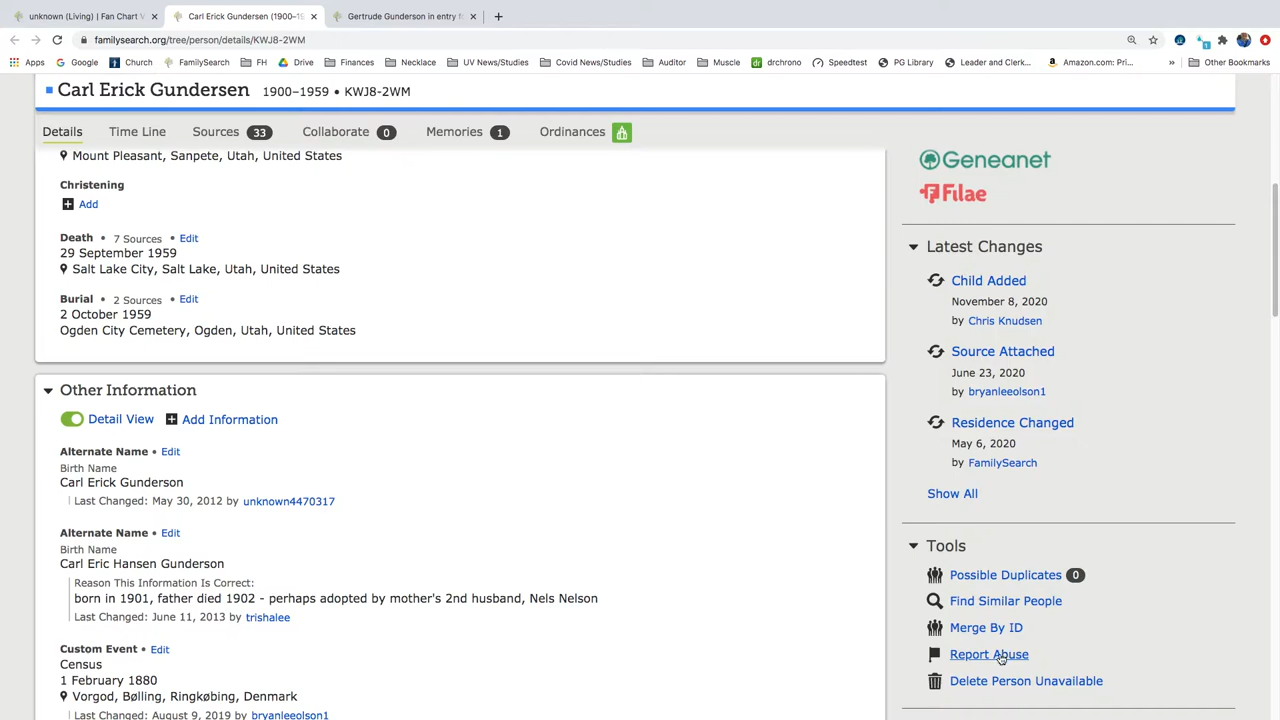 unknown (Living) | Fan Chart V
Carl Erick Gundersen (1900–19
Gertrude Gunderson in entry f
familysearch.org/tree/person/details/KWJ8-2WM
Apps Google Church FamilySearch FH Drive Finances Necklace UV News/Studies Covid News/Studies Auditor Muscle dr drchrono Speedtest PG Library Leader and Clerk... Amazon.com: Pri... » Other Bookmarks
Carl Erick Gundersen 1900–1959 • KWJ8-2WM
Details Time Line Sources 33 Collaborate 0 Memories 1 Ordinances
Mount Pleasant, Sanpete, Utah, United States
Christening
Add
Death • 7 Sources • Edit
29 September 1959
Salt Lake City, Salt Lake, Utah, United States
Burial • 2 Sources • Edit
2 October 1959
Ogden City Cemetery, Ogden, Utah, United States
Other Information
Detail View Add Information
Alternate Name • Edit
Birth Name
Carl Erick Gunderson
Last Changed: May 30, 2012 by unknown4470317
Alternate Name • Edit
Birth Name
Carl Eric Hansen Gunderson
Reason This Information Is Correct:
born in 1901, father died 1902 - perhaps adopted by mother's 2nd husband, Nels Nelson
Last Changed: June 11, 2013 by trishalee
Custom Event • Edit
Census
1 February 1880
Vorgod, Bølling, Ringkøbing, Denmark
Last Changed: August 9, 2019 by bryanleeolson1
Geneanet
Filae
Latest Changes
Child Added
November 8, 2020
by Chris Knudsen
Source Attached
June 23, 2020
by bryanleeolson1
Residence Changed
May 6, 2020
by FamilySearch
Show All
Tools
Possible Duplicates 0
Find Similar People
Merge By ID
Report Abuse
Delete Person Unavailable